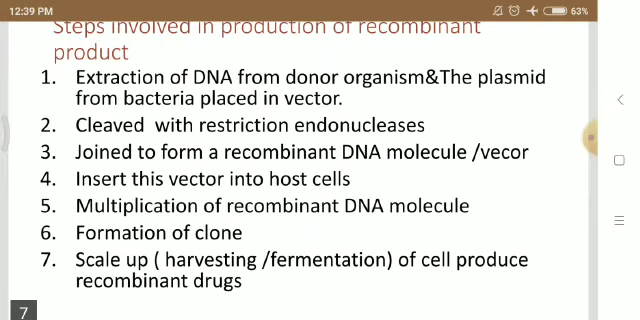 12:39 PM
63%
Steps involved in production of recombinant
product
1. Extraction of DNA from donor organism&The plasmid
from bacteria placed in vector.
2. Cleaved with restriction endonucleases
3. Joined to form a recombinant DNA molecule /vecor
4. Insert this vector into host cells
5. Multiplication of recombinant DNA molecule
6. Formation of clone
7. Scale up ( harvesting /fermentation) of cell produce
recombinant drugs
7